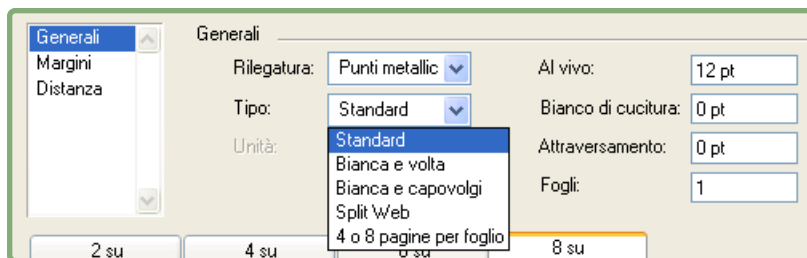 Generali
Margini
Distanza
Generali
Rilegatura: Punti metallic
Al vivo: 12 pt
Tipo: Standard
Bianco di cucitura: 0 pt
Unità:
Standard
Bianca e volta
Bianca e capovolgi
Split Web
4 o 8 pagine per foglio
Attraversamento: 0 pt
Fogli: 1
2 su
4 su
8 su